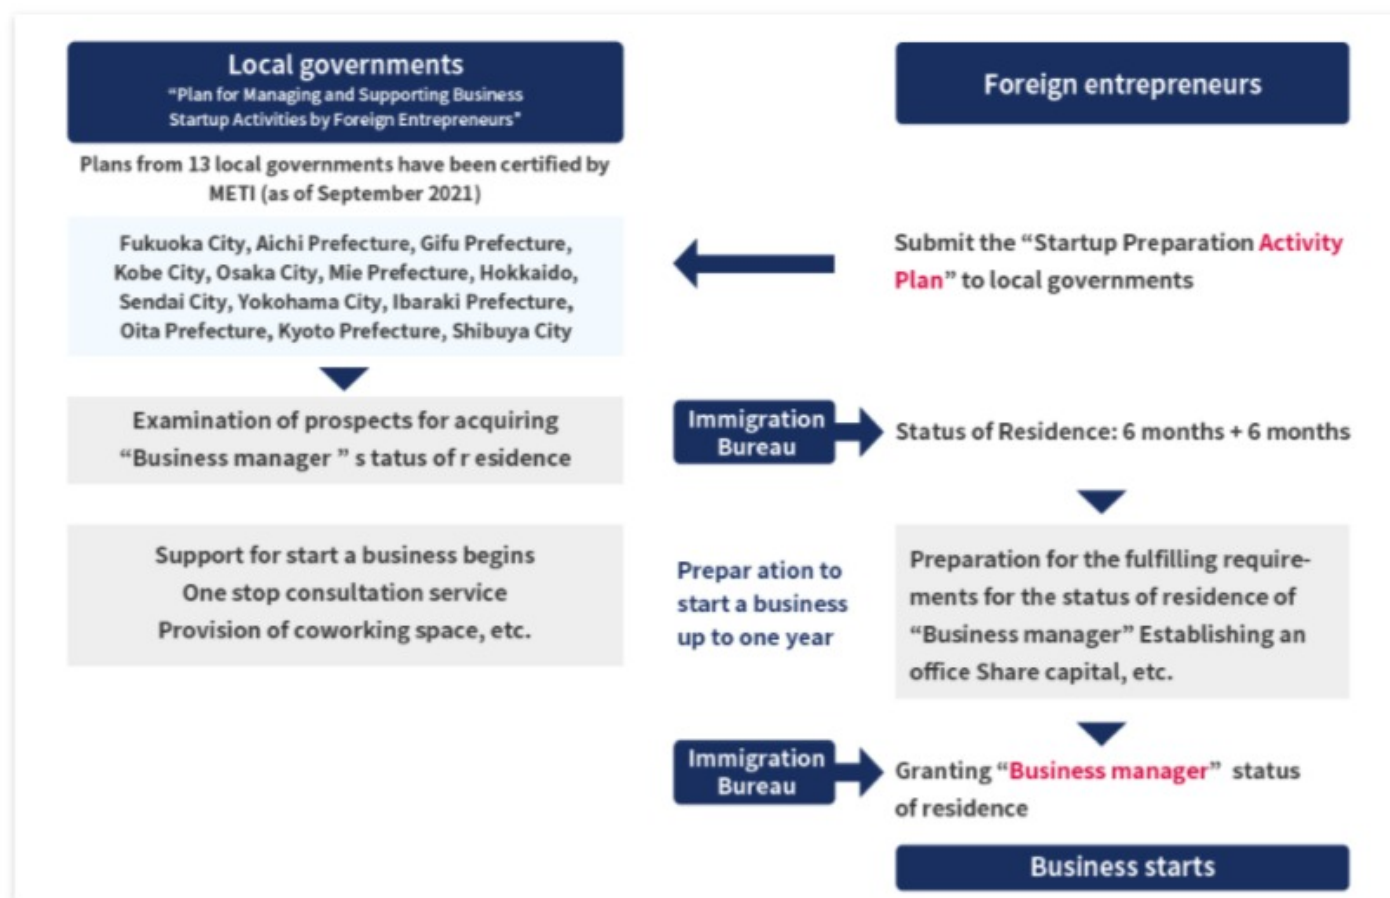 Local governments
“Plan for Managing and Supporting Business
Startup Activities by Foreign Entrepreneurs”
Plans from 13 local governments have been certified by
METI (as of September 2021)
Fukuoka City, Aichi Prefecture, Gifu Prefecture,
Kobe City, Osaka City, Mie Prefecture, Hokkaido,
Sendai City, Yokohama City, Ibaraki Prefecture,
Oita Prefecture, Kyoto Prefecture, Shibuya City
Examination of prospects for acquiring
“Business manager ” s tatus of r esidence
Support for start a business begins
One stop consultation service
Provision of coworking space, etc.
Foreign entrepreneurs
Submit the “Startup Preparation Activity
Plan” to local governments
Immigration
Bureau
Status of Residence: 6 months + 6 months
Prepar ation to
start a business
up to one year
Preparation for the fulfilling require-
ments for the status of residence of
“Business manager” Establishing an
office Share capital, etc.
Immigration
Bureau
Granting “Business manager” status
of residence
Business starts